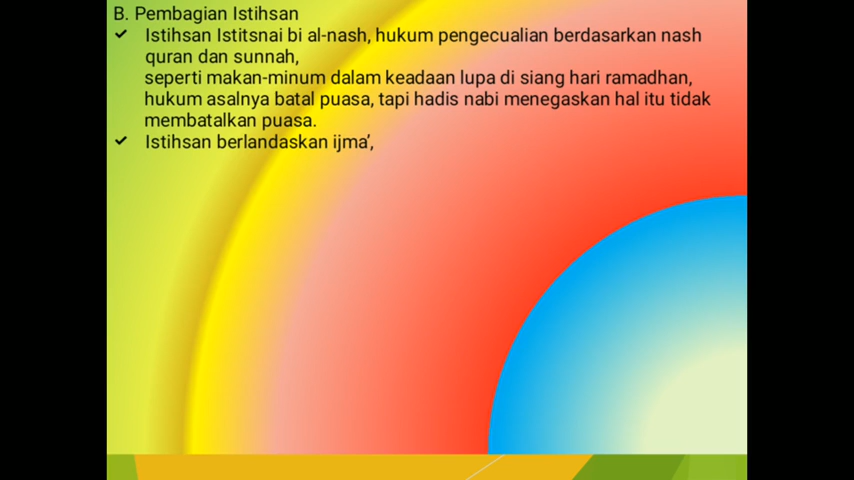 B. Pembagian Istihsan
✓ Istihsan Istitsnai bi al-nash, hukum pengecualian berdasarkan nash
quran dan sunnah,
seperti makan-minum dalam keadaan lupa di siang hari ramadhan,
hukum asalnya batal puasa, tapi hadis nabi menegaskan hal itu tidak
membatalkan puasa.
✓ Istihsan berlandaskan ijma’,